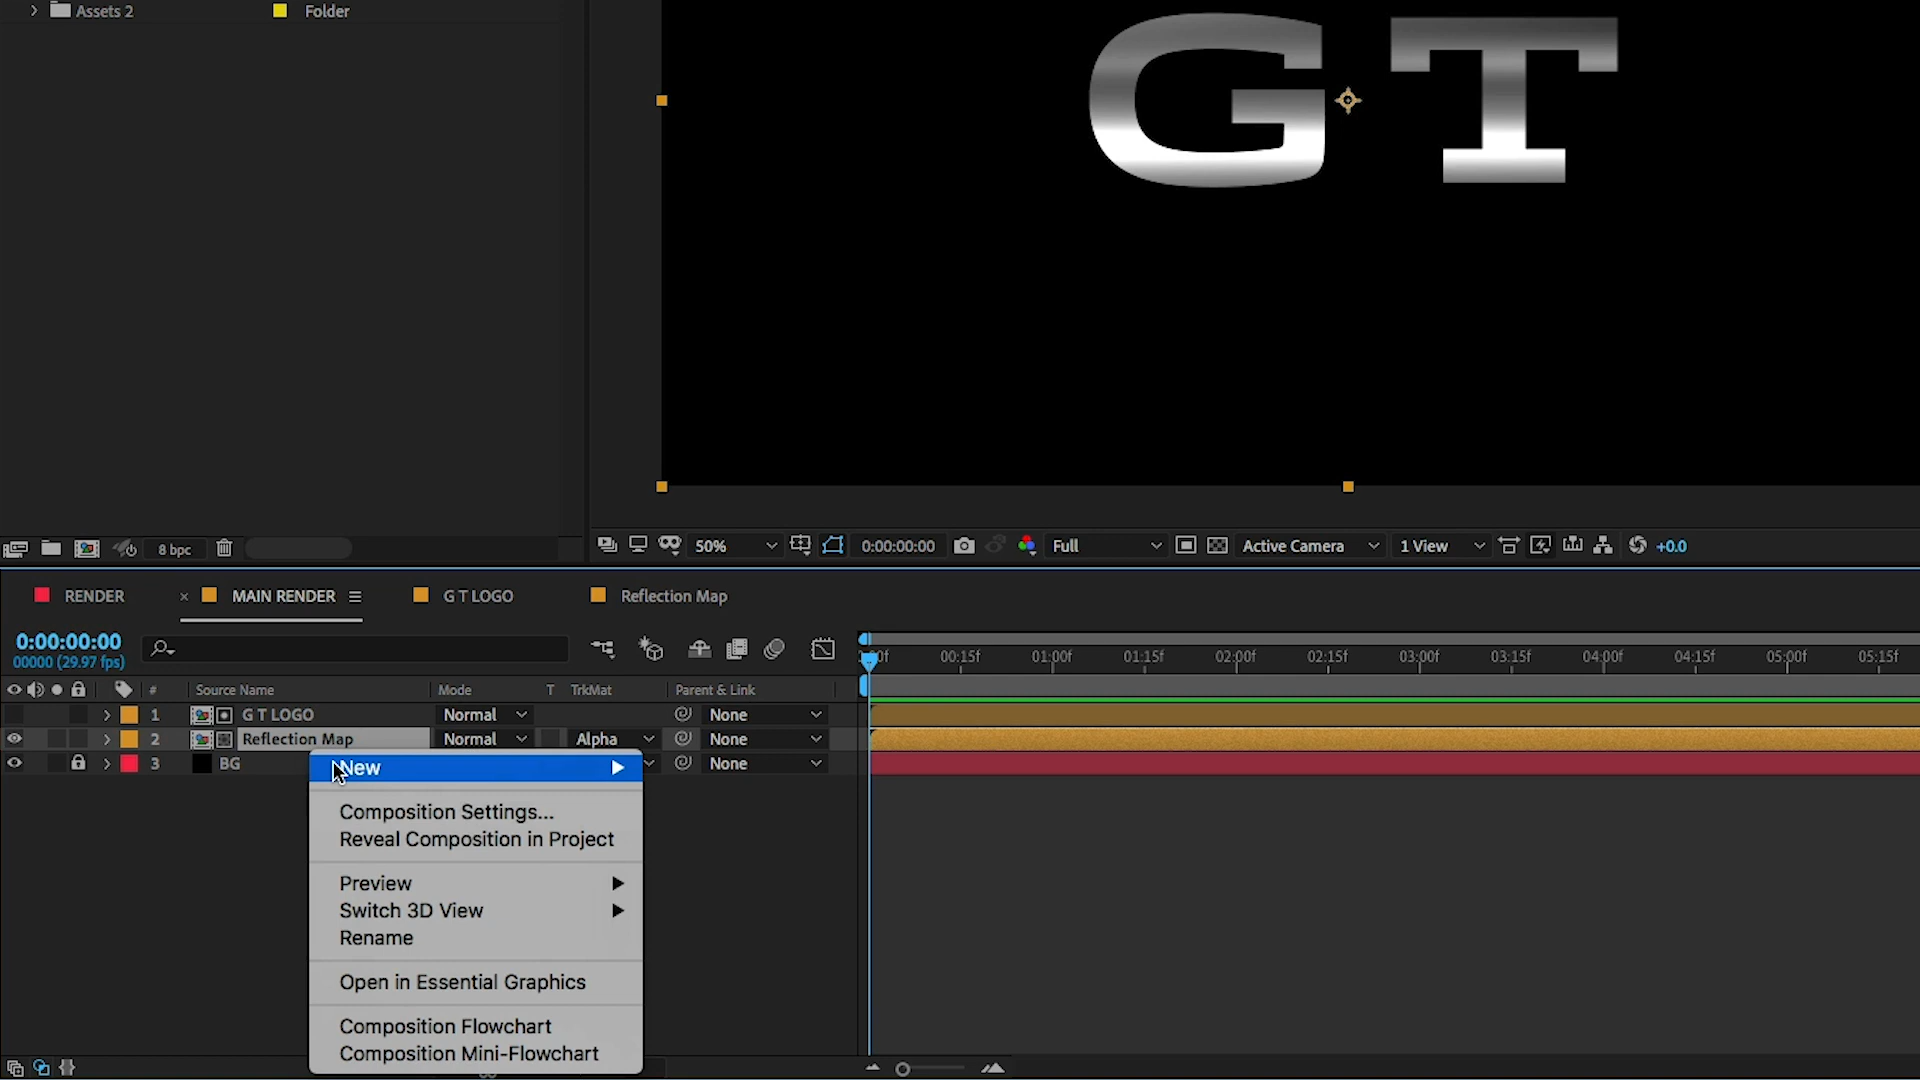 Assets 2 Folder
GT
8 bpc
50% 0:00:00:00 Full Active Camera 1 View +0.0
RENDER MAIN RENDER G T LOGO Reflection Map
0:00:00:00
00000 (29.97 fps)
00:15f 01:00f 01:15f 02:00f 02:15f 03:00f 03:15f 04:00f 04:15f 05:00f 05:15f
# Source Name Mode T TrkMat Parent & Link
1 G T LOGO Normal None
2 Reflection Map Normal Alpha None
3 BG None
New
Composition Settings...
Reveal Composition in Project
Preview
Switch 3D View
Rename
Open in Essential Graphics
Composition Flowchart
Composition Mini-Flowchart